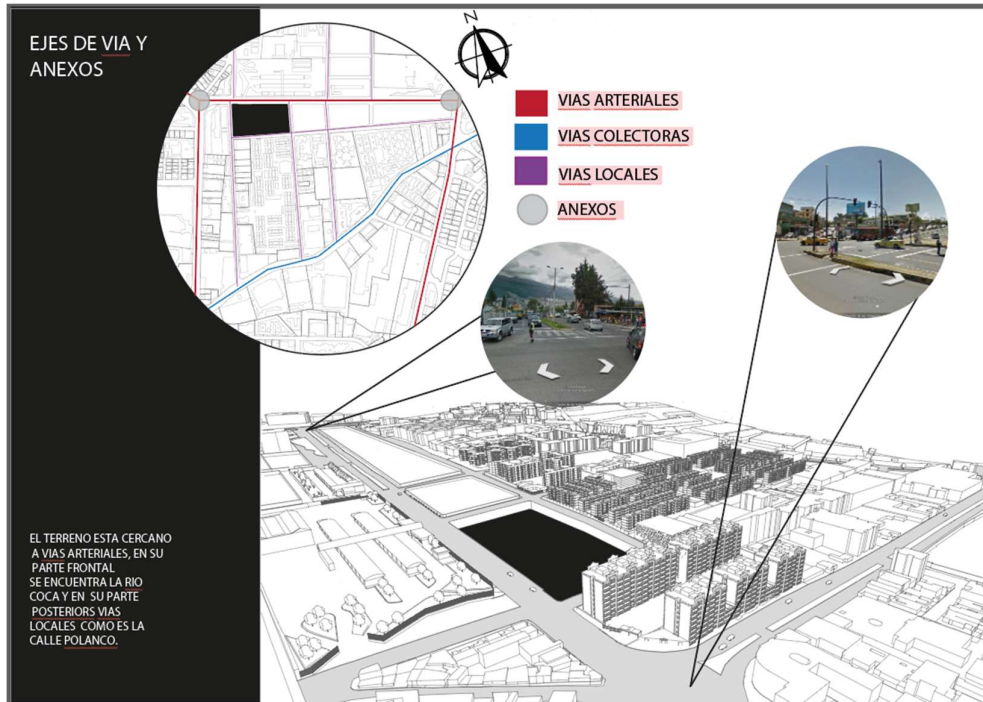 EJES DE VIA Y
ANEXOS
N
VIAS ARTERIALES
VIAS COLECTORAS
VIAS LOCALES
ANEXOS
EL TERRENO ESTA CERCANO
A VIAS ARTERIALES, EN SU
PARTE FRONTAL
SE ENCUENTRA LA RIO
COCA Y EN SU PARTE
POSTERIORS VIAS
LOCALES COMO ES LA
CALLE POLANCO.